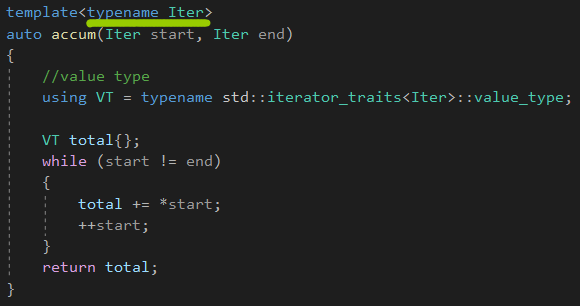 template<typename Iter>
auto accum(Iter start, Iter end)
{
    //value type
    using VT = typename std::iterator_traits<Iter>::value_type;

    VT total{};
    while (start != end)
    {
        total += *start;
        ++start;
    }
    return total;
}